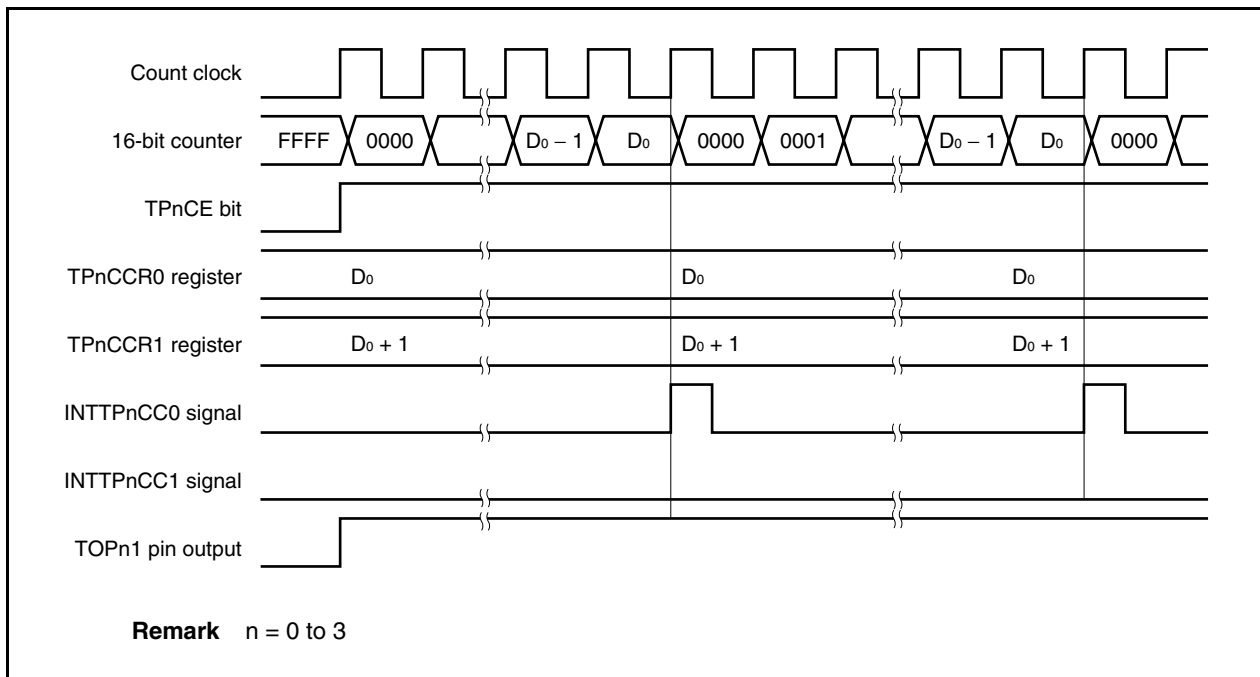 Count clock
16-bit counter FFFF 0000 D₀ − 1 D₀ 0000 0001 D₀ − 1 D₀ 0000
TPnCE bit
TPnCCR0 register D₀ D₀ D₀
TPnCCR1 register D₀ + 1 D₀ + 1 D₀ + 1
INTTPnCC0 signal
INTTPnCC1 signal
TOPn1 pin output
Remark n = 0 to 3